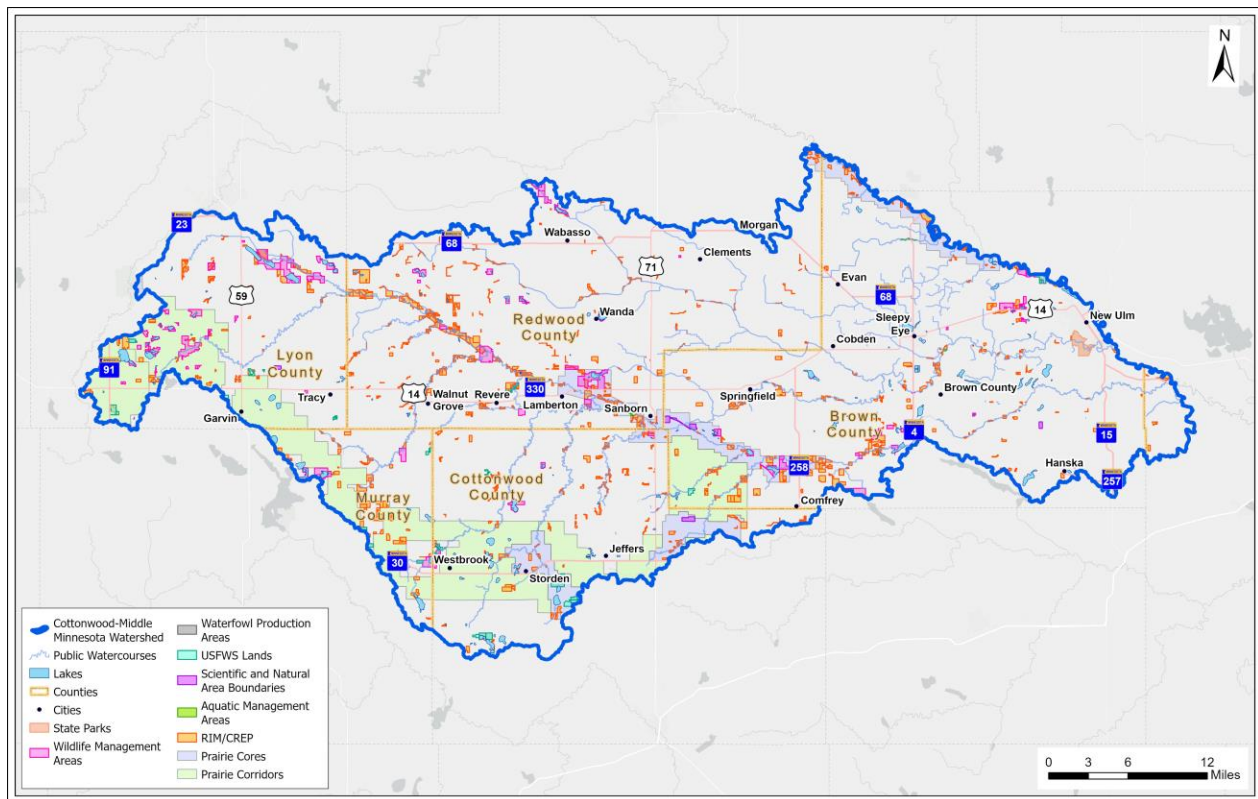 N
23
68
Wabasso
Morgan
Clements
71
Evan
68
59
Redwood
County
Wanda
Sleepy
Eye
14
New Ulm
Cobden
91
Lyon
County
Tracy
14
Walnut
Grove
Revere
330
Lamberton
Sanborn
Springfield
Brown County
Brown
County
Garvin
4
15
Cottonwood
County
258
Hanska
257
Murray
County
Comfrey
30
Westbrook
Jeffers
Storden
Cottonwood-Middle
Minnesota Watershed
Public Watercourses
Lakes
Counties
Cities
State Parks
Wildlife Management
Areas
Waterfowl Production
Areas
USFWS Lands
Scientific and Natural
Area Boundaries
Aquatic Management
Areas
RIM/CREP
Prairie Cores
Prairie Corridors
0 3 6 12
Miles